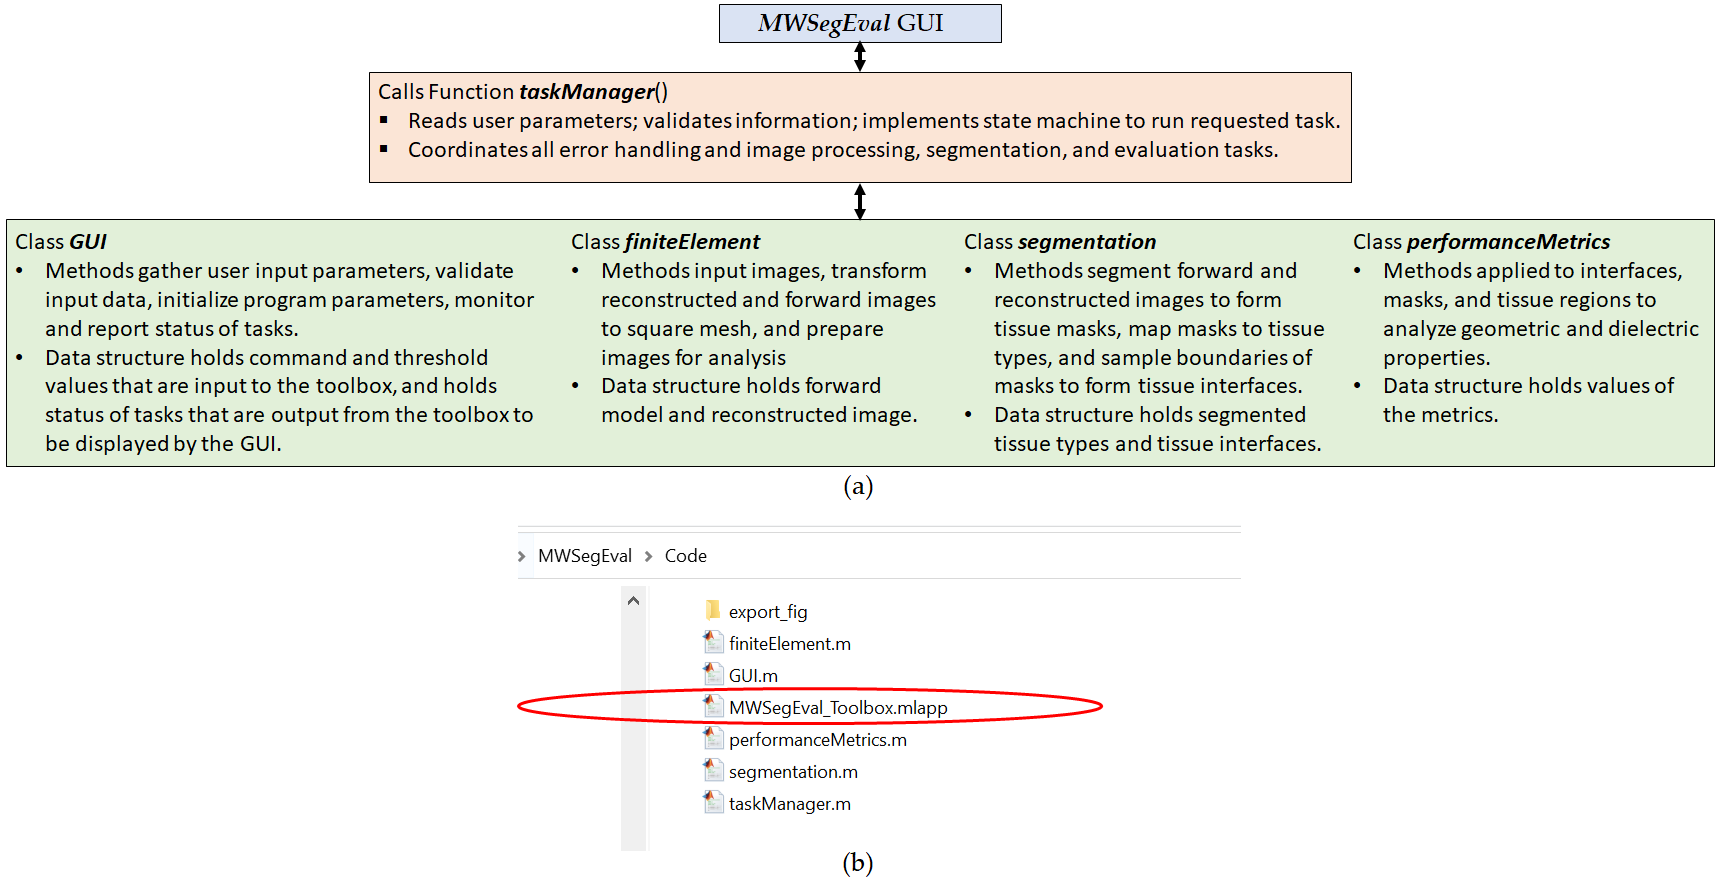 MWSegEval GUI
Calls Function taskManager()
▪ Reads user parameters; validates information; implements state machine to run requested task.
▪ Coordinates all error handling and image processing, segmentation, and evaluation tasks.
Class GUI
• Methods gather user input parameters, validate
input data, initialize program parameters, monitor
and report status of tasks.
• Data structure holds command and threshold
values that are input to the toolbox, and holds
status of tasks that are output from the toolbox to
be displayed by the GUI.
Class finiteElement
• Methods input images, transform
reconstructed and forward images
to square mesh, and prepare
images for analysis
• Data structure holds forward
model and reconstructed image.
Class segmentation
• Methods segment forward and
reconstructed images to form
tissue masks, map masks to tissue
types, and sample boundaries of
masks to form tissue interfaces.
• Data structure holds segmented
tissue types and tissue interfaces.
Class performanceMetrics
• Methods applied to interfaces,
masks, and tissue regions to
analyze geometric and dielectric
properties.
• Data structure holds values of
the metrics.
(a)
MWSegEval > Code
export_fig
finiteElement.m
GUI.m
MWSegEval_Toolbox.mlapp
performanceMetrics.m
segmentation.m
taskManager.m
(b)